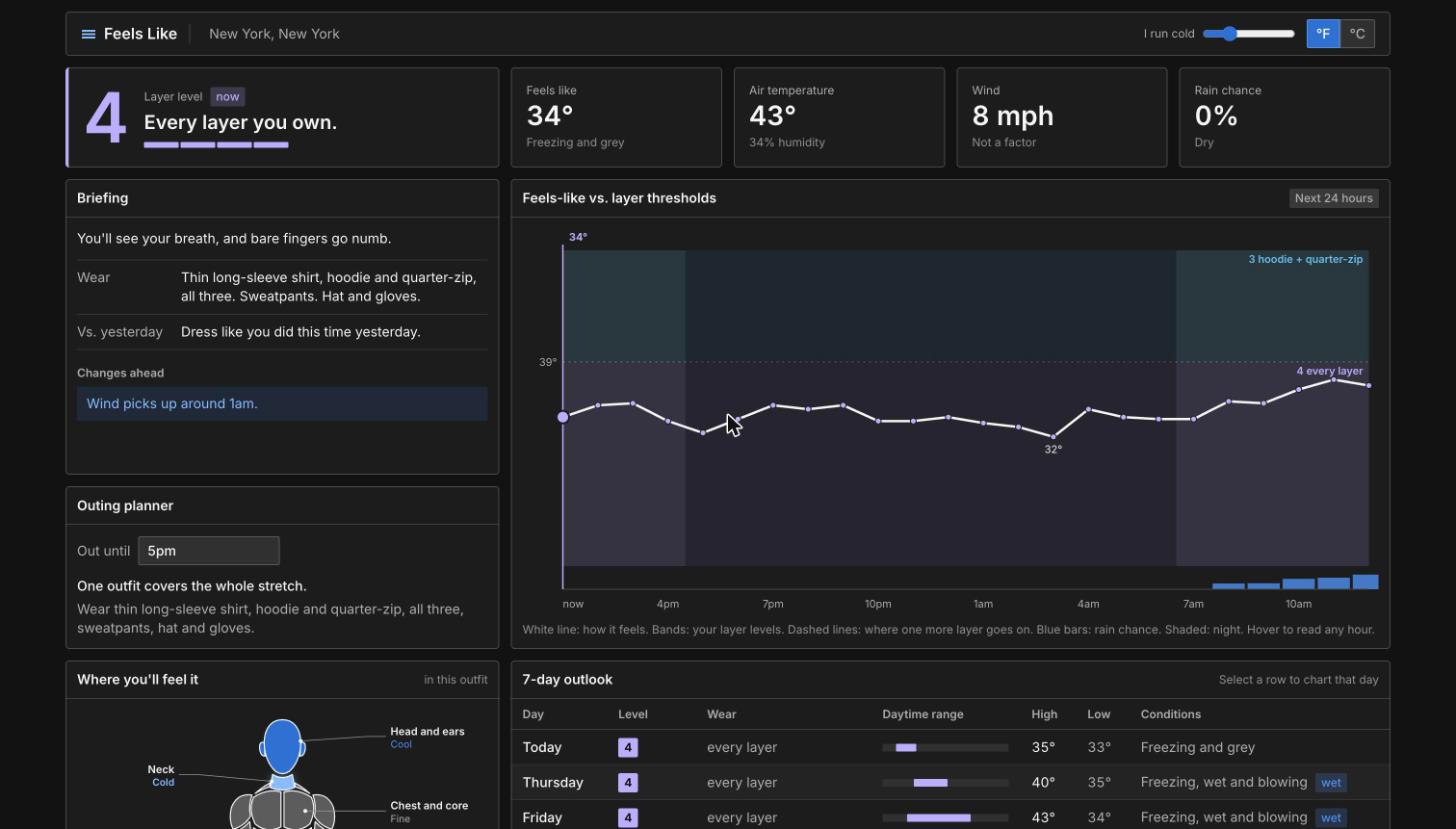 Feels Like
New York, New York
I run cold
°F
°C
4
Layer level now
Every layer you own.
Feels like
34°
Freezing and grey
Air temperature
43°
34% humidity
Wind
8 mph
Not a factor
Rain chance
0%
Dry
Briefing
You'll see your breath, and bare fingers go numb.
Wear
Thin long-sleeve shirt, hoodie and quarter-zip,
all three. Sweatpants. Hat and gloves.
Vs. yesterday
Dress like you did this time yesterday.
Changes ahead
Wind picks up around 1am.
Feels-like vs. layer thresholds
Next 24 hours
34°
3 hoodie + quarter-zip
39°
4 every layer
32°
now 4pm 7pm 10pm 1am 4am 7am 10am
White line: how it feels. Bands: your layer levels. Dashed lines: where one more layer goes on. Blue bars: rain chance. Shaded: night. Hover to read any hour.
Outing planner
Out until 5pm
One outfit covers the whole stretch.
Wear thin long-sleeve shirt, hoodie and quarter-zip, all three,
sweatpants, hat and gloves.
Where you'll feel it
in this outfit
Head and ears
Cool
Neck
Cold
Chest and core
Fine
7-day outlook
Select a row to chart that day
Day Level Wear Daytime range High Low Conditions
Today 4 every layer 35° 33° Freezing and grey
Thursday 4 every layer 40° 35° Freezing, wet and blowing wet
Friday 4 every layer 43° 34° Freezing, wet and blowing wet